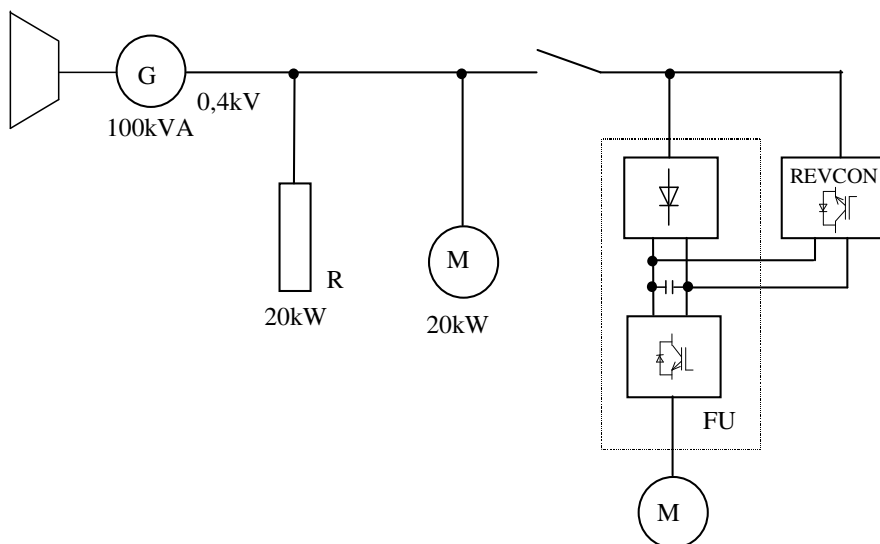 G
0,4kV
100kVA
REVCON
M
R
20kW
20kW
FU
M